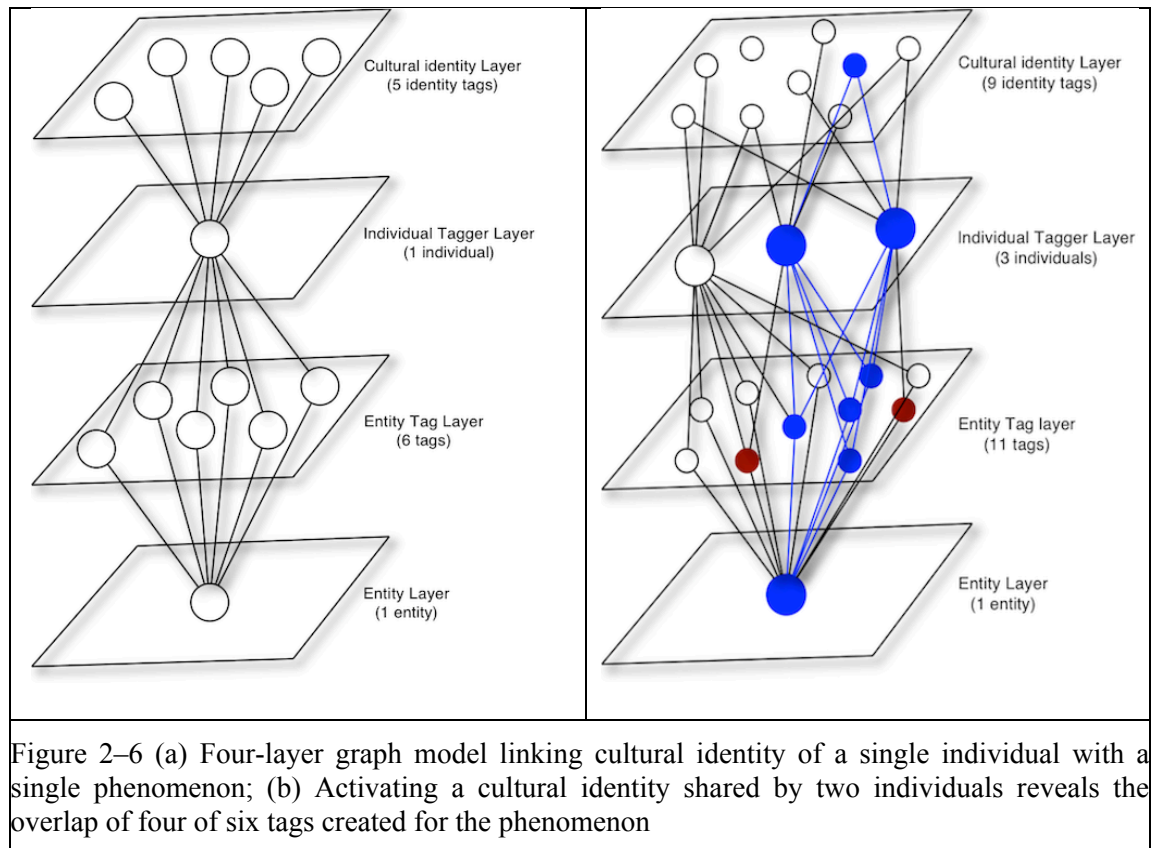 Cultural identity Layer
(5 identity tags)
Individual Tagger Layer
(1 individual)
Entity Tag Layer
(6 tags)
Entity Layer
(1 entity)
Cultural identity Layer
(9 identity tags)
Individual Tagger Layer
(3 individuals)
Entity Tag layer
(11 tags)
Entity Layer
(1 entity)
Figure 2–6 (a) Four-layer graph model linking cultural identity of a single individual with a
single phenomenon; (b) Activating a cultural identity shared by two individuals reveals the
overlap of four of six tags created for the phenomenon